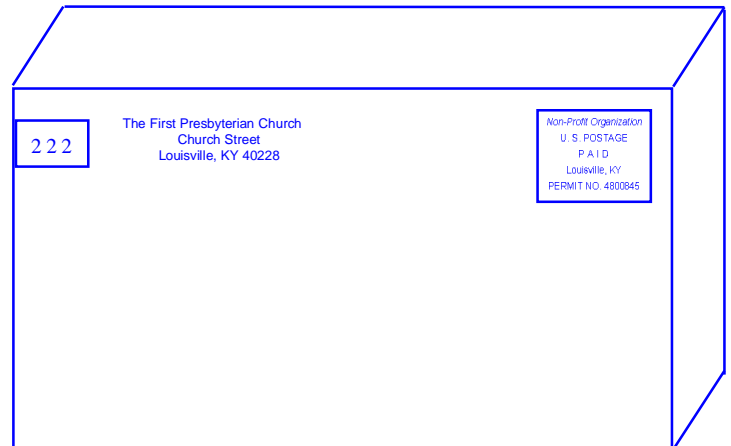 222
The First Presbyterian Church
Church Street
Louisville, KY 40228
Non-Profit Organization
U. S. POSTAGE
P A I D
Louisville, KY
PERMIT NO. 4800845